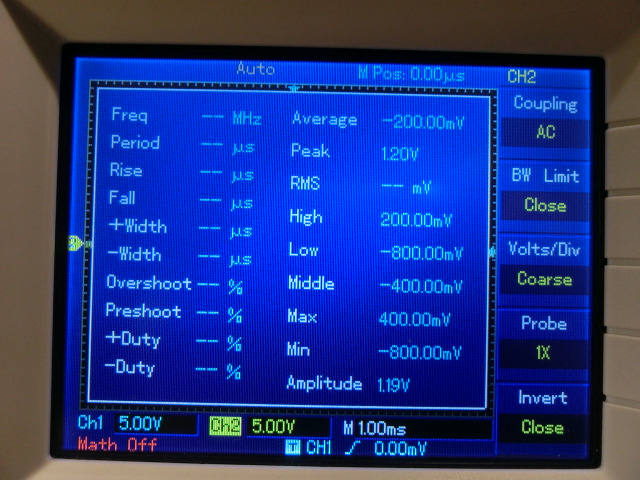 Auto M Pos: 0.00μs CH2
Freq -- MHz Average -200.00mV
Period -- μs Peak 1.20V
Rise -- μs RMS -- mV
Fall -- μs High 200.00mV
+Width -- μs Low -800.00mV
-Width -- μs Middle -400.00mV
Overshoot -- % Max 400.00mV
Preshoot -- % Min -800.00mV
+Duty -- % Amplitude 1.19V
-Duty -- %
Coupling
AC
BW Limit
Close
Volts/Div
Coarse
Probe
1X
Invert
Close
Ch1 5.00V CH2 5.00V M 1.00ms
Math Off CH1 0.00mV